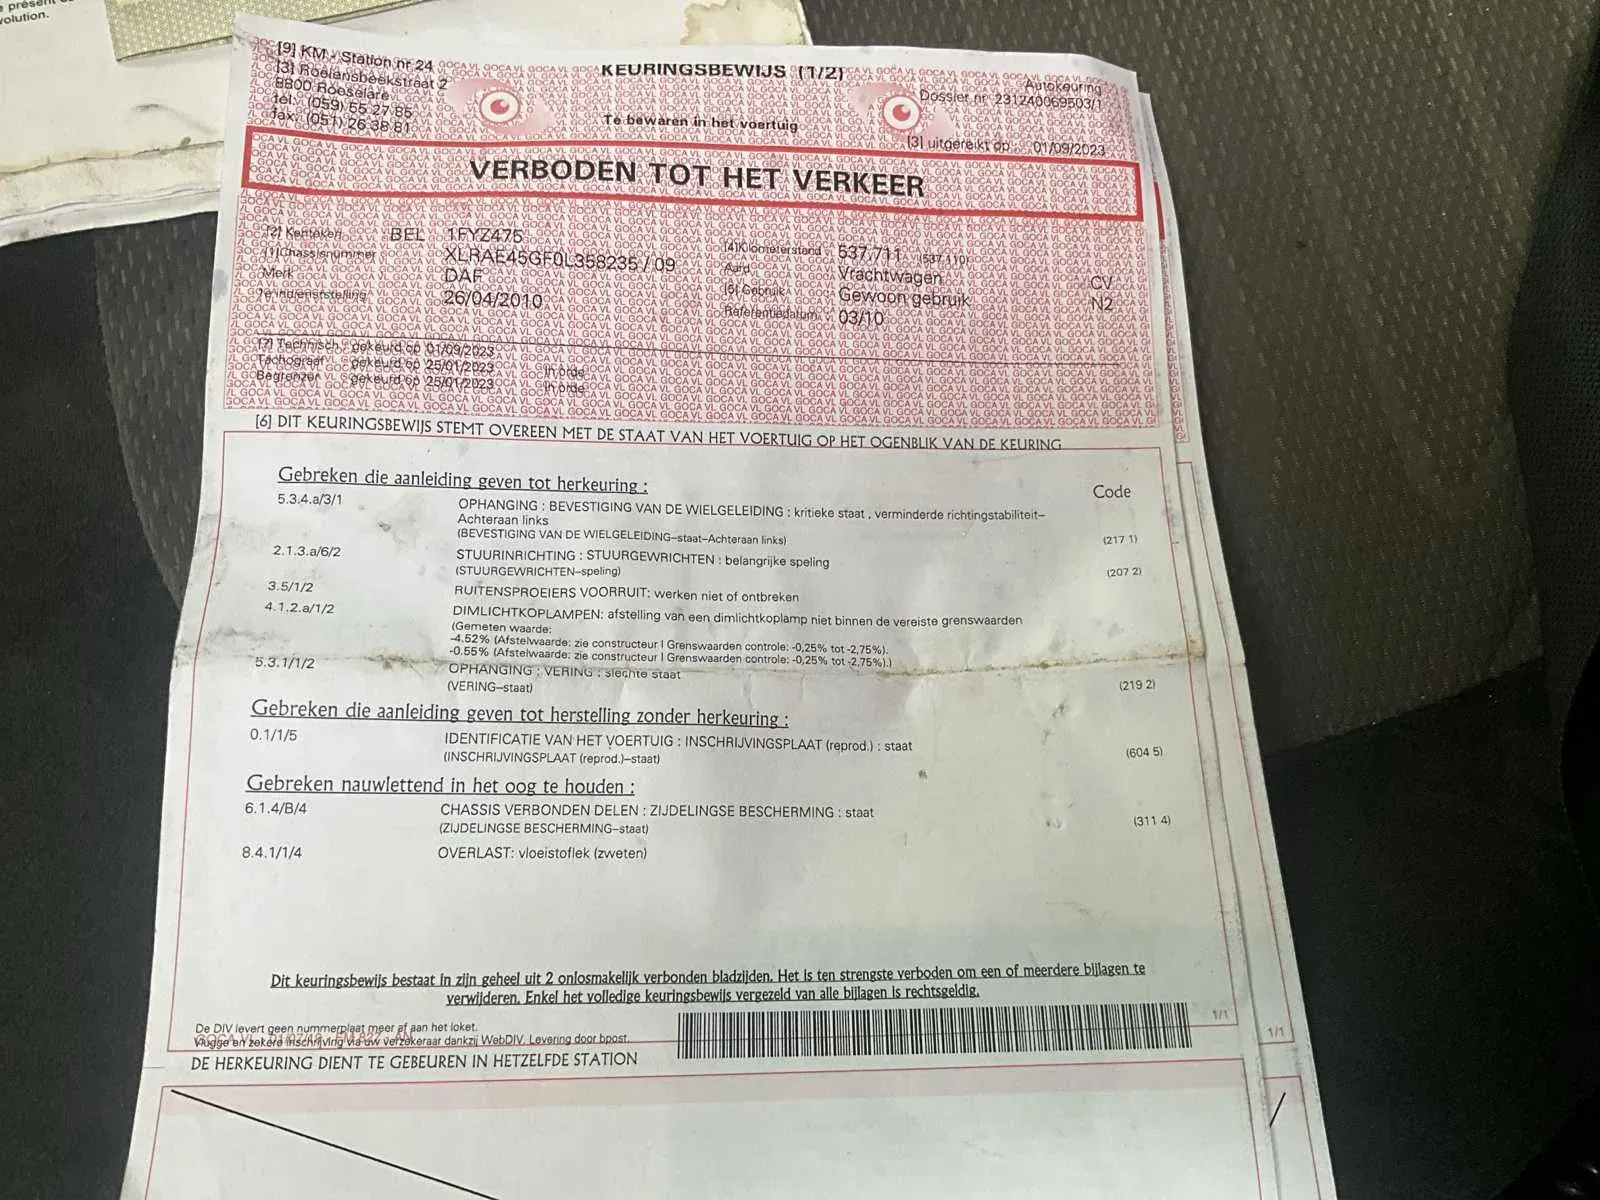 e présent
volution.
[9] KM - Station nr 24
[3] Roelansbeekstraat 2
8800 Roeselare
tel.: (059) 55 27 85
fax: (051) 26 38 81
KEURINGSBEWIJS (1/2)
Te bewaren in het voertuig
Autokeuring
Dossier nr 231240069503/1
[3] uitgereikt op : 01/09/2023
VERBODEN TOT HET VERKEER
[2] Kenteken BEL 1FYZ475
[1] Chassisnummer XLRAE45GF0L358235 / 09
Merk DAF
1e indienststelling 26/04/2010
[4] Kilometerstand : 537.711 (537.110)
Aard : Vrachtwagen CV
[5] Gebruik : Gewoon gebruik N2
Referentiedatum : 03/10
[7] Technisch : gekeurd op 01/09/2023
Tachograaf : gekeurd op 25/01/2023 In orde
Begrenzer : gekeurd op 25/01/2023 In orde
[6] DIT KEURINGSBEWIJS STEMT OVEREEN MET DE STAAT VAN HET VOERTUIG OP HET OGENBLIK VAN DE KEURING
Gebreken die aanleiding geven tot herkeuring : Code
5.3.4.a/3/1 OPHANGING : BEVESTIGING VAN DE WIELGELEIDING : kritieke staat , verminderde richtingstabiliteit–
Achteraan links
(BEVESTIGING VAN DE WIELGELEIDING–staat–Achteraan links) (217 1)
2.1.3.a/6/2 STUURINRICHTING : STUURGEWRICHTEN : belangrijke speling
(STUURGEWRICHTEN–speling) (207 2)
3.5/1/2 RUITENSPROEIERS VOORRUIT: werken niet of ontbreken
4.1.2.a/1/2 DIMLICHTKOPLAMPEN: afstelling van een dimlichtkoplamp niet binnen de vereiste grenswaarden
(Gemeten waarde:
-4.52% (Afstelwaarde: zie constructeur | Grenswaarden controle: -0,25% tot -2,75%).
-0.55% (Afstelwaarde: zie constructeur | Grenswaarden controle: -0,25% tot -2,75%).)
5.3.1/1/2 OPHANGING : VERING : slechte staat
(VERING–staat) (219 2)
Gebreken die aanleiding geven tot herstelling zonder herkeuring :
0.1/1/5 IDENTIFICATIE VAN HET VOERTUIG : INSCHRIJVINGSPLAAT (reprod.) : staat
(INSCHRIJVINGSPLAAT (reprod.)–staat) (604 5)
Gebreken nauwlettend in het oog te houden :
6.1.4/B/4 CHASSIS VERBONDEN DELEN : ZIJDELINGSE BESCHERMING : staat
(ZIJDELINGSE BESCHERMING–staat) (311 4)
8.4.1/1/4 OVERLAST: vloeistoflek (zweten)
Dit keuringsbewijs bestaat in zijn geheel uit 2 onlosmakelijk verbonden bladzijden. Het is ten strengste verboden om een of meerdere bijlagen te
verwijderen. Enkel het volledige keuringsbewijs vergezeld van alle bijlagen is rechtsgeldig.
De DIV levert geen nummerplaat meer af aan het loket.
Vlugge en zekere inschrijving via uw verzekeraar dankzij WebDIV. Levering door bpost.
1/1
1/1
DE HERKEURING DIENT TE GEBEUREN IN HETZELFDE STATION